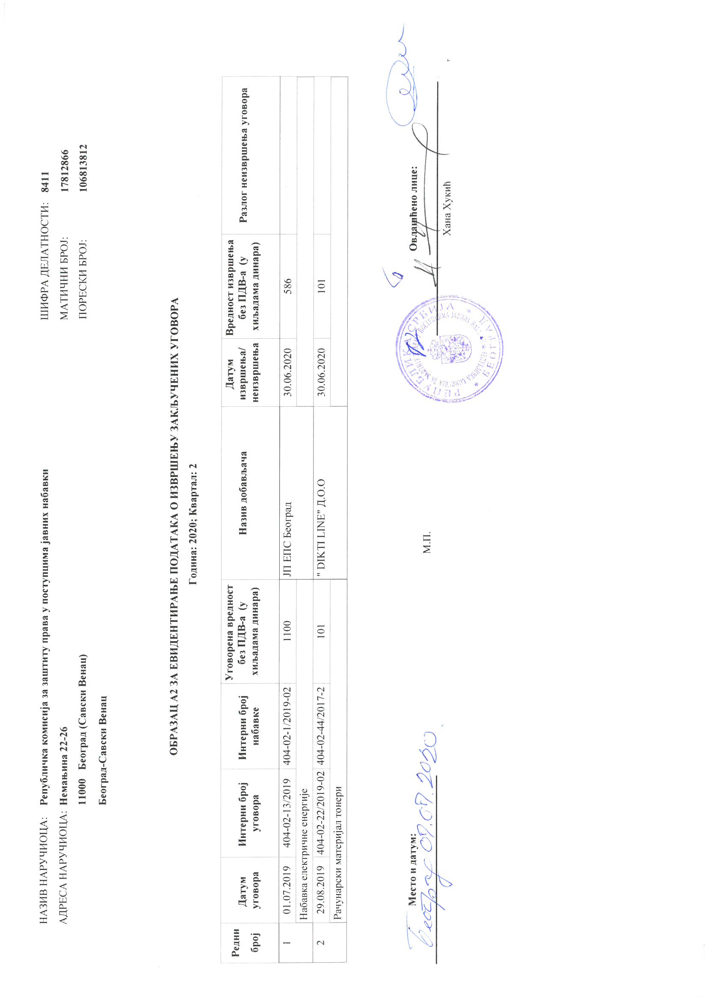 НАЗИВ НАРУЧИОЦА: Републичка комисија за заштиту права у поступцима јавних набавки ШИФРА ДЕЛАТНОСТИ: 8411
АДРЕСА НАРУЧИОЦА: Немањина 22-26 МАТИЧНИ БРОЈ: 17812866
11000 Београд (Савски Венац) ПОРЕСКИ БРОЈ: 106813812
Београд-Савски Венац
ОБРАЗАЦ А2 ЗА ЕВИДЕНТИРАЊЕ ПОДАТАКА О ИЗВРШЕЊУ ЗАКЉУЧЕНИХ УГОВОРА
Година: 2020; Квартал: 2
Редни број Датум уговора Интерни број уговора Интерни број набавке Уговорена вредност без ПДВ-а (у хиљадама динара) Назив добављача Датум извршења/ неизвршења Вредност извршења без ПДВ-а (у хиљадама динара) Разлог неизвршења уговора
1 01.07.2019 404-02-13/2019 404-02-1/2019-02 1100 ЈП ЕПС Београд 30.06.2020 586
Набавка електричне енергије
2 29.08.2019 404-02-22/2019-02 404-02-44/2017-2 101 " DIKTI LINE" Д.О.О 30.06.2020 101
Рачунарски материјал тонери
Место и датум: Овлашћено лице:
Београд 07.07.2020
М.П.
Хана Хукић
РЕПУБЛИКА СРБИЈА
БЕОГРАД